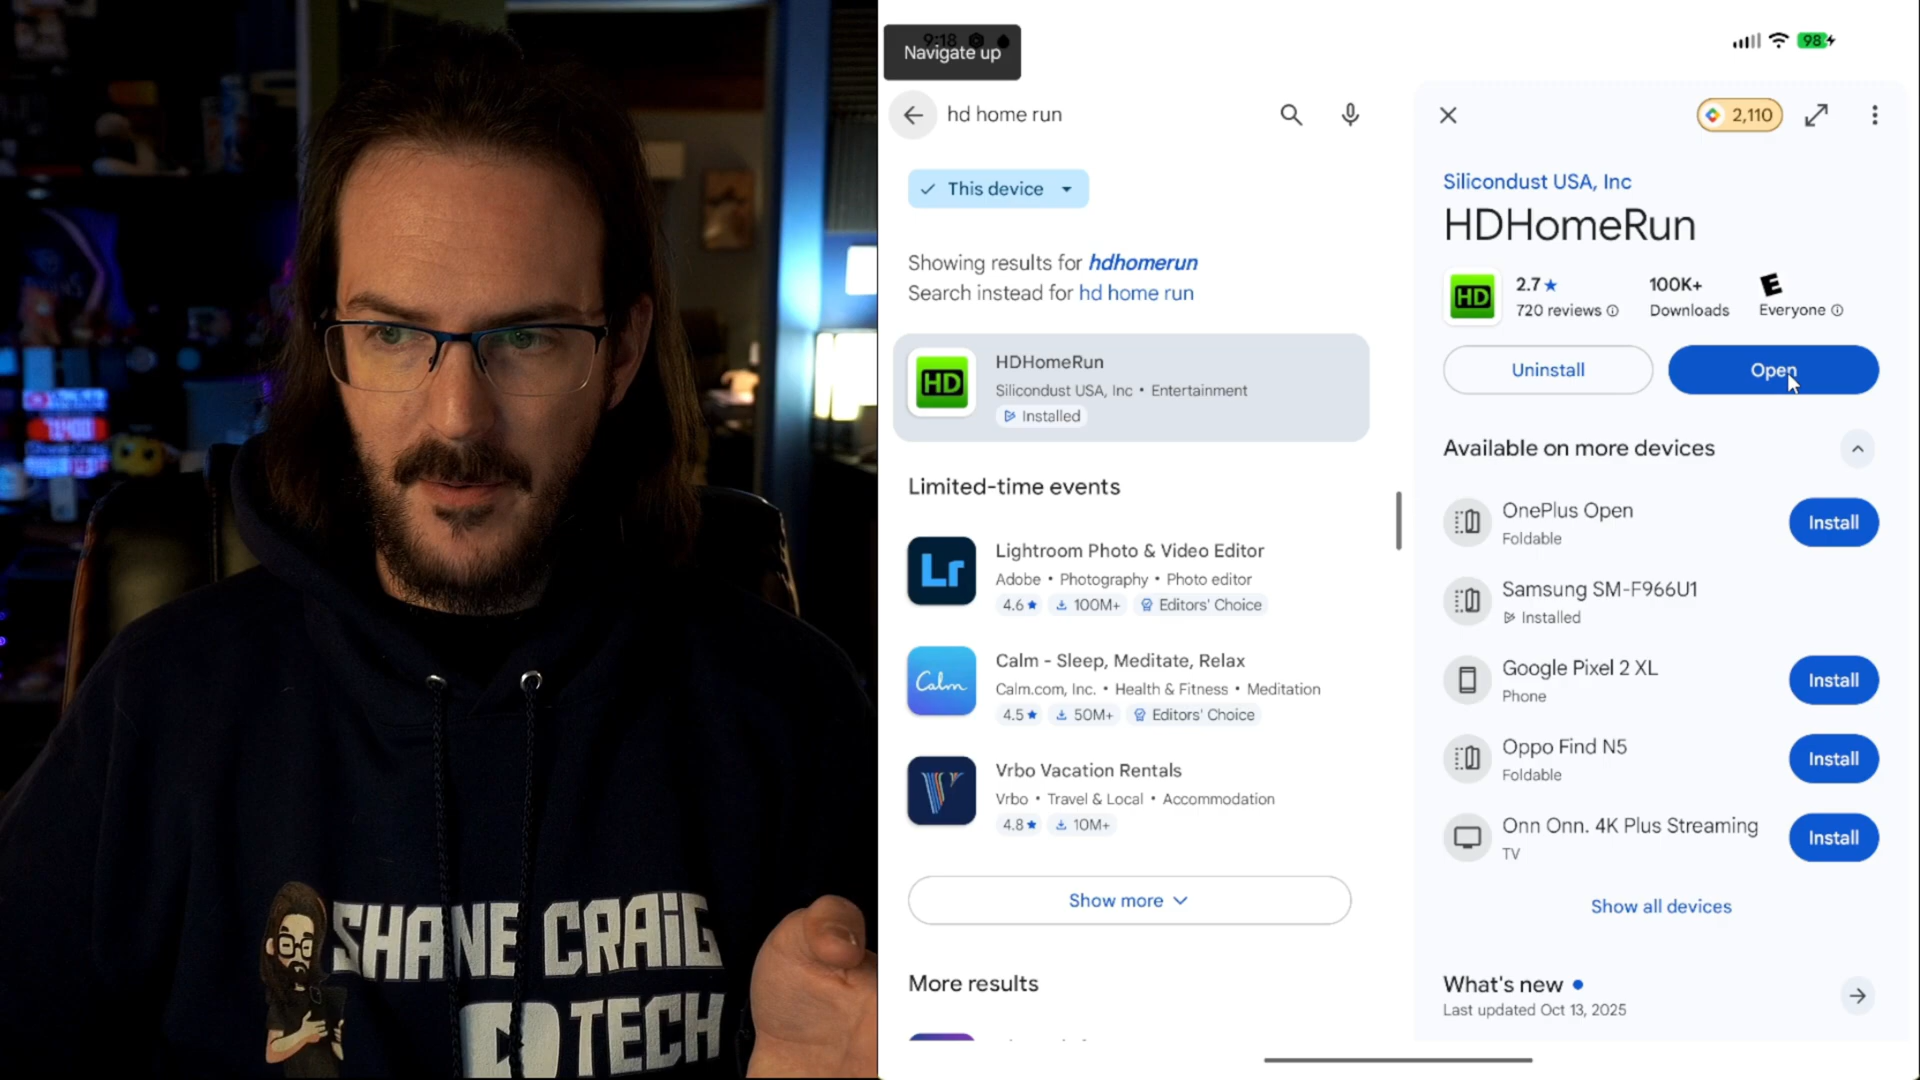 SHANE CRAIG
TECH
9:18
Navigate up
98
hd home run
This device
Showing results for hdhomerun
Search instead for hd home run
HD
HDHomeRun
Silicondust USA, Inc • Entertainment
Installed
Limited-time events
Lr
Lightroom Photo & Video Editor
Adobe • Photography • Photo editor
4.6★ 100M+ Editors' Choice
Calm
Calm - Sleep, Meditate, Relax
Calm.com, Inc. • Health & Fitness • Meditation
4.5★ 50M+ Editors' Choice
Vrbo Vacation Rentals
Vrbo • Travel & Local • Accommodation
4.8★ 10M+
Show more
More results
2,110
Silicondust USA, Inc
HDHomeRun
HD
2.7★
720 reviews
100K+
Downloads
E
Everyone
Uninstall
Open
Available on more devices
OnePlus Open
Foldable
Install
Samsung SM-F966U1
Installed
Google Pixel 2 XL
Phone
Install
Oppo Find N5
Foldable
Install
Onn Onn. 4K Plus Streaming
TV
Install
Show all devices
What's new
Last updated Oct 13, 2025